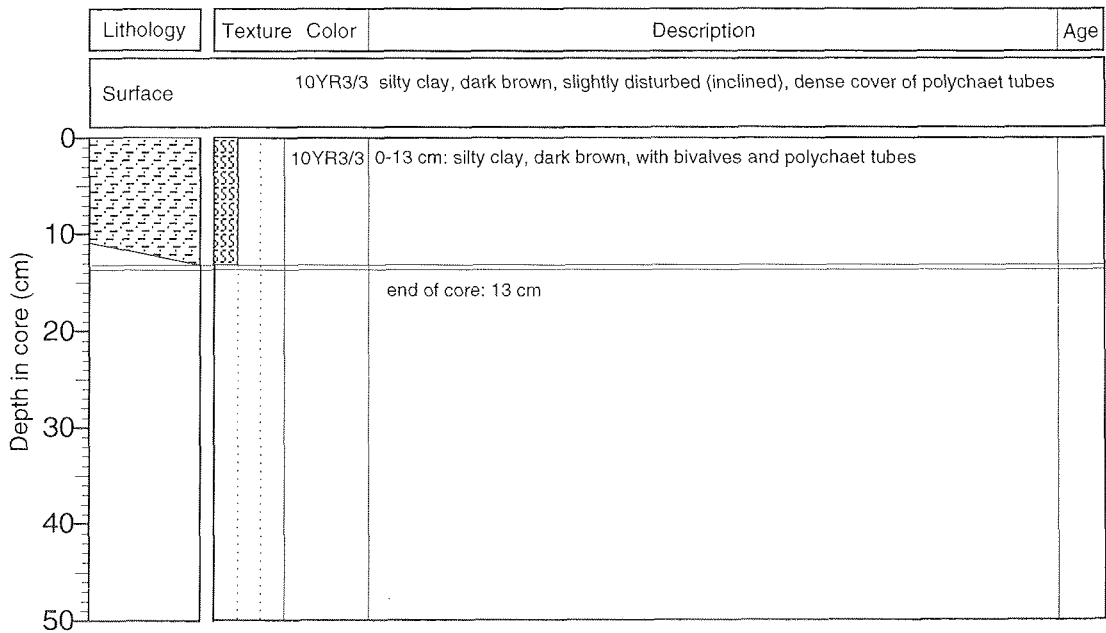 Lithology Texture Color Description Age
Surface 10YR3/3 silty clay, dark brown, slightly disturbed (inclined), dense cover of polychaet tubes
0
10YR3/3 0-13 cm: silty clay, dark brown, with bivalves and polychaet tubes
10
end of core: 13 cm
20
30
40
50
Depth in core (cm)